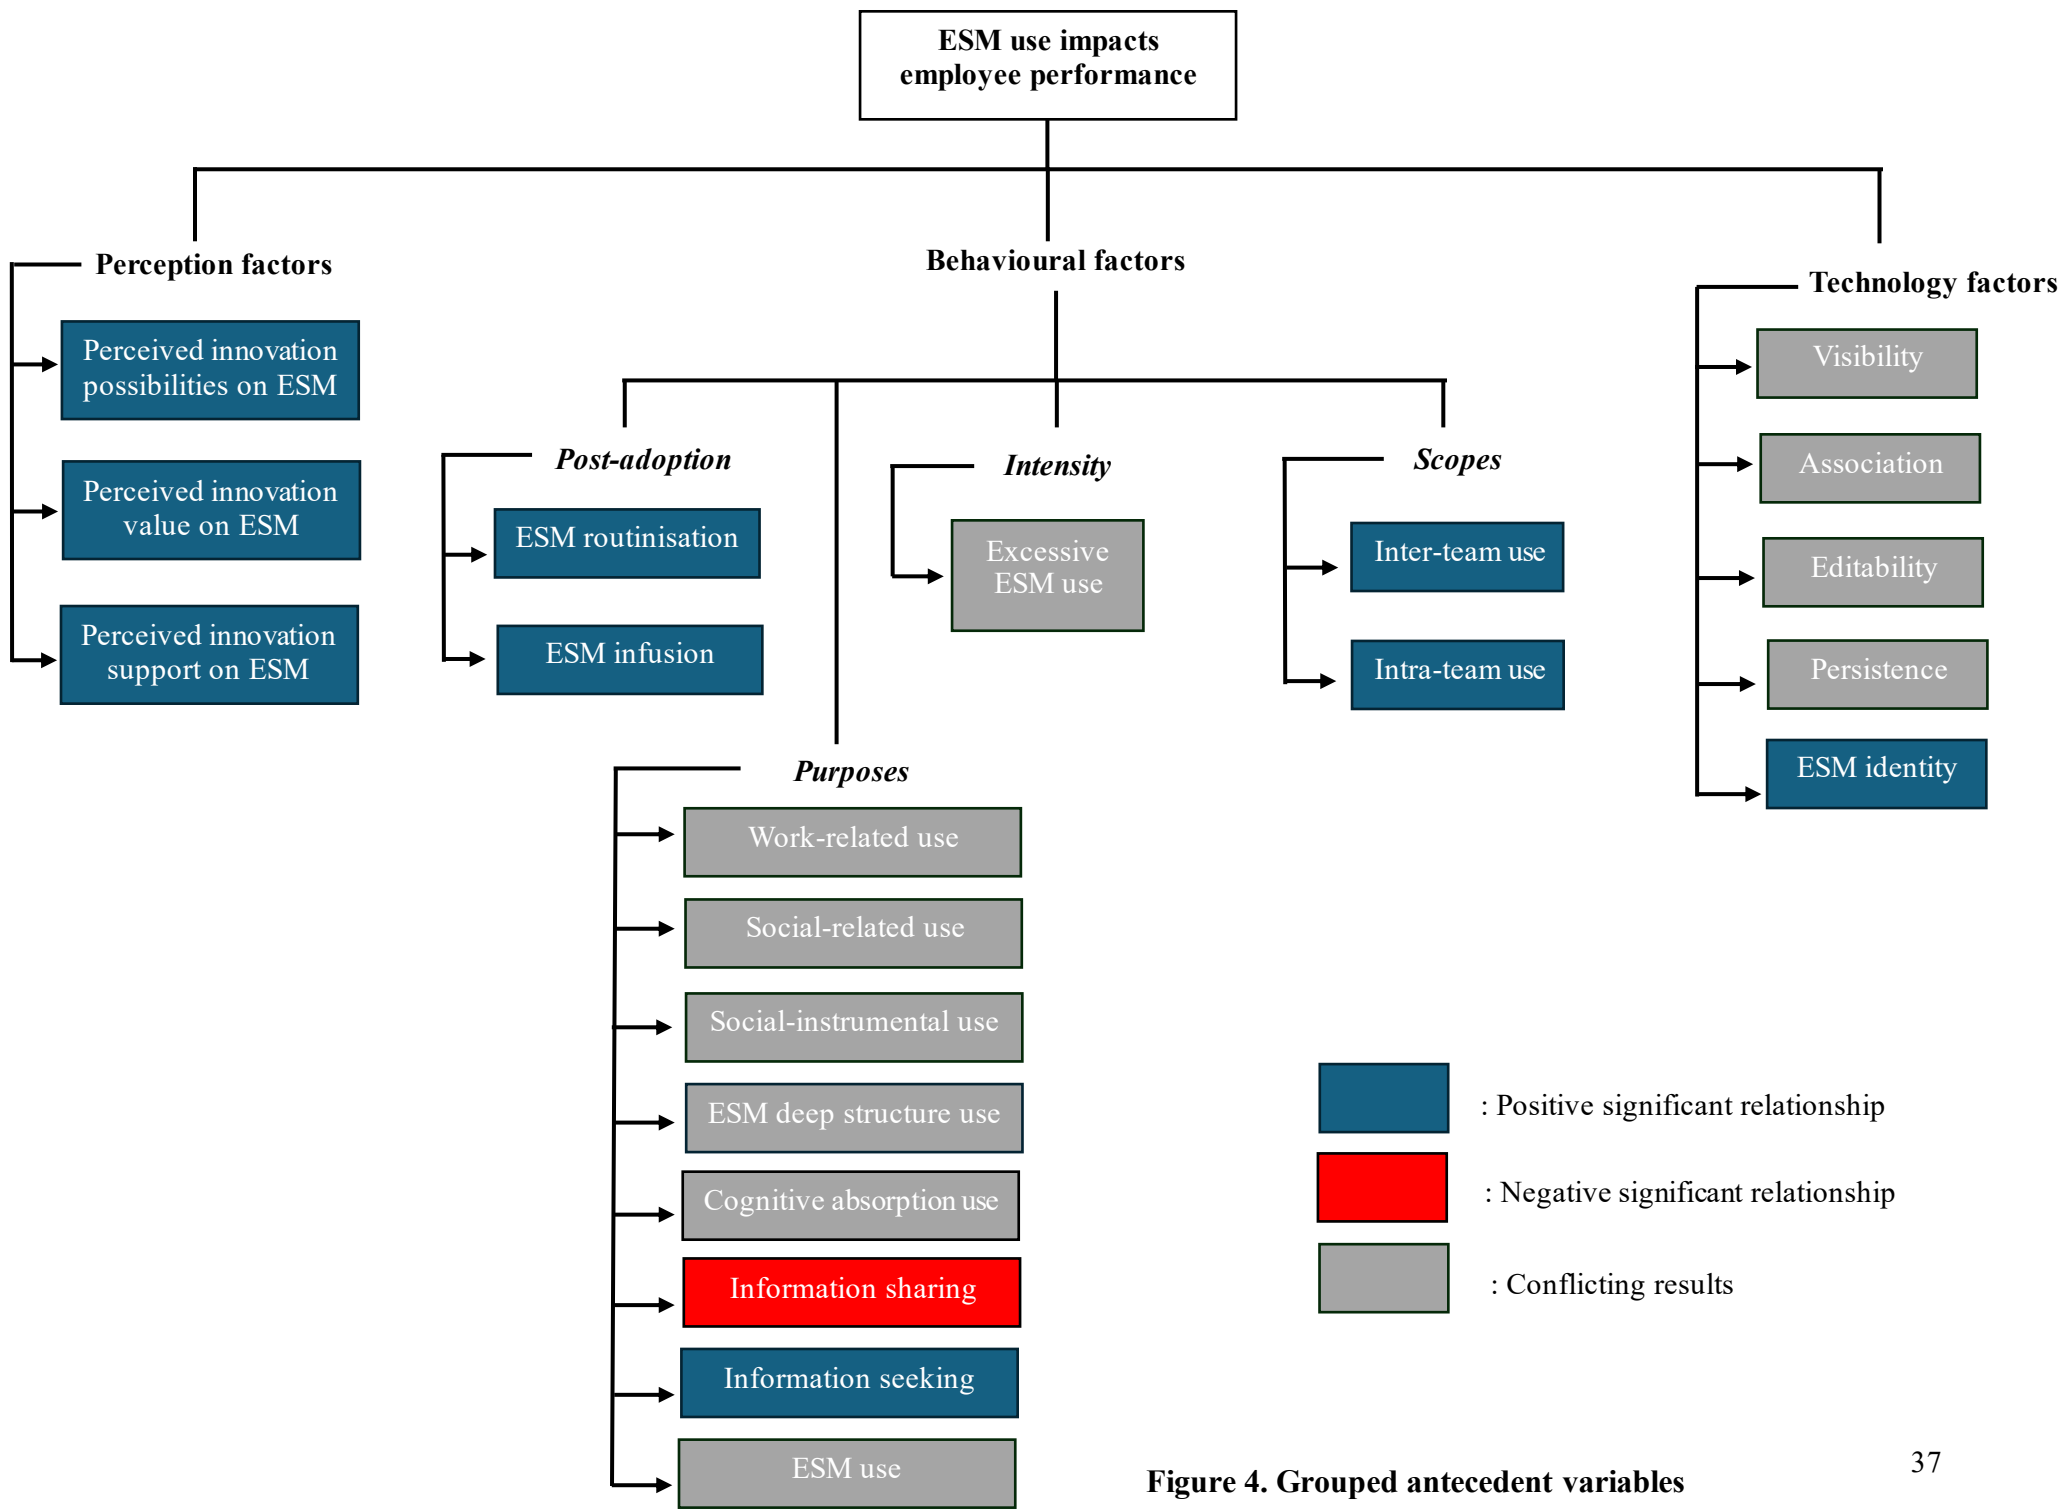 ESM use impacts
employee performance
Perception factors
Perceived innovation
possibilities on ESM
Perceived innovation
value on ESM
Perceived innovation
support on ESM
Behavioural factors
Post-adoption
ESM routinisation
ESM infusion
Intensity
Excessive
ESM use
Scopes
Inter-team use
Intra-team use
Purposes
Work-related use
Social-related use
Social-instrumental use
ESM deep structure use
Cognitive absorption use
Information sharing
Information seeking
ESM use
Technology factors
Visibility
Association
Editability
Persistence
ESM identity
: Positive significant relationship
: Negative significant relationship
: Conflicting results
Figure 4. Grouped antecedent variables
37